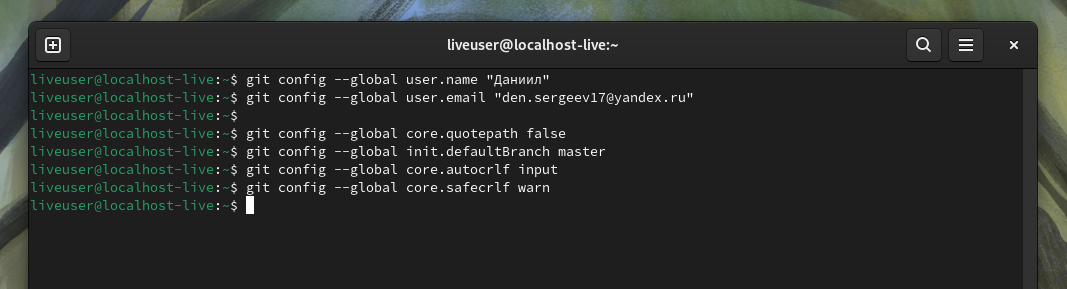 liveuser@localhost-live:~
liveuser@localhost-live:~$ git config --global user.name "Даниил"
liveuser@localhost-live:~$ git config --global user.email "den.sergeev17@yandex.ru"
liveuser@localhost-live:~$
liveuser@localhost-live:~$ git config --global core.quotepath false
liveuser@localhost-live:~$ git config --global init.defaultBranch master
liveuser@localhost-live:~$ git config --global core.autocrlf input
liveuser@localhost-live:~$ git config --global core.safecrlf warn
liveuser@localhost-live:~$